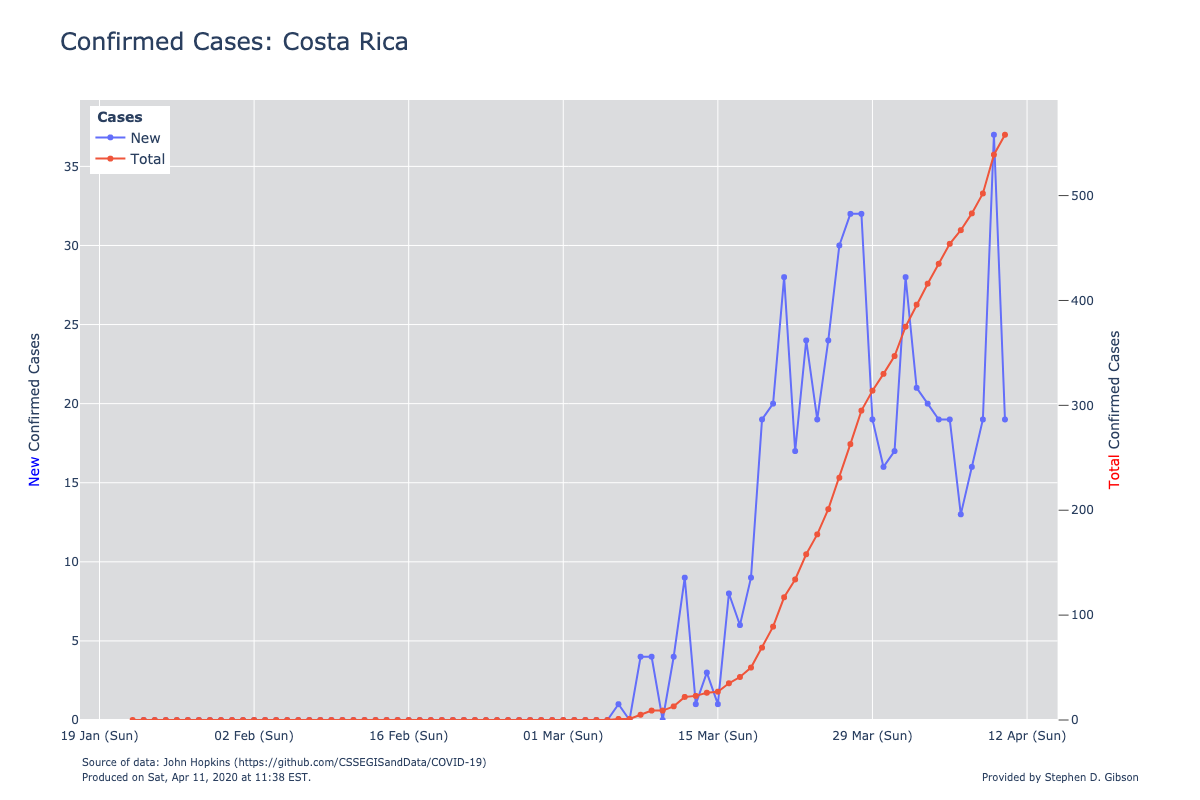 Confirmed Cases: Costa Rica
Cases
New
Total
35
30
25
20
15
10
5
0
500
400
300
200
100
0
New Confirmed Cases
Total Confirmed Cases
19 Jan (Sun)
02 Feb (Sun)
16 Feb (Sun)
01 Mar (Sun)
15 Mar (Sun)
29 Mar (Sun)
12 Apr (Sun)
Source of data: John Hopkins (https://github.com/CSSEGISandData/COVID-19)
Produced on Sat, Apr 11, 2020 at 11:38 EST.
Provided by Stephen D. Gibson